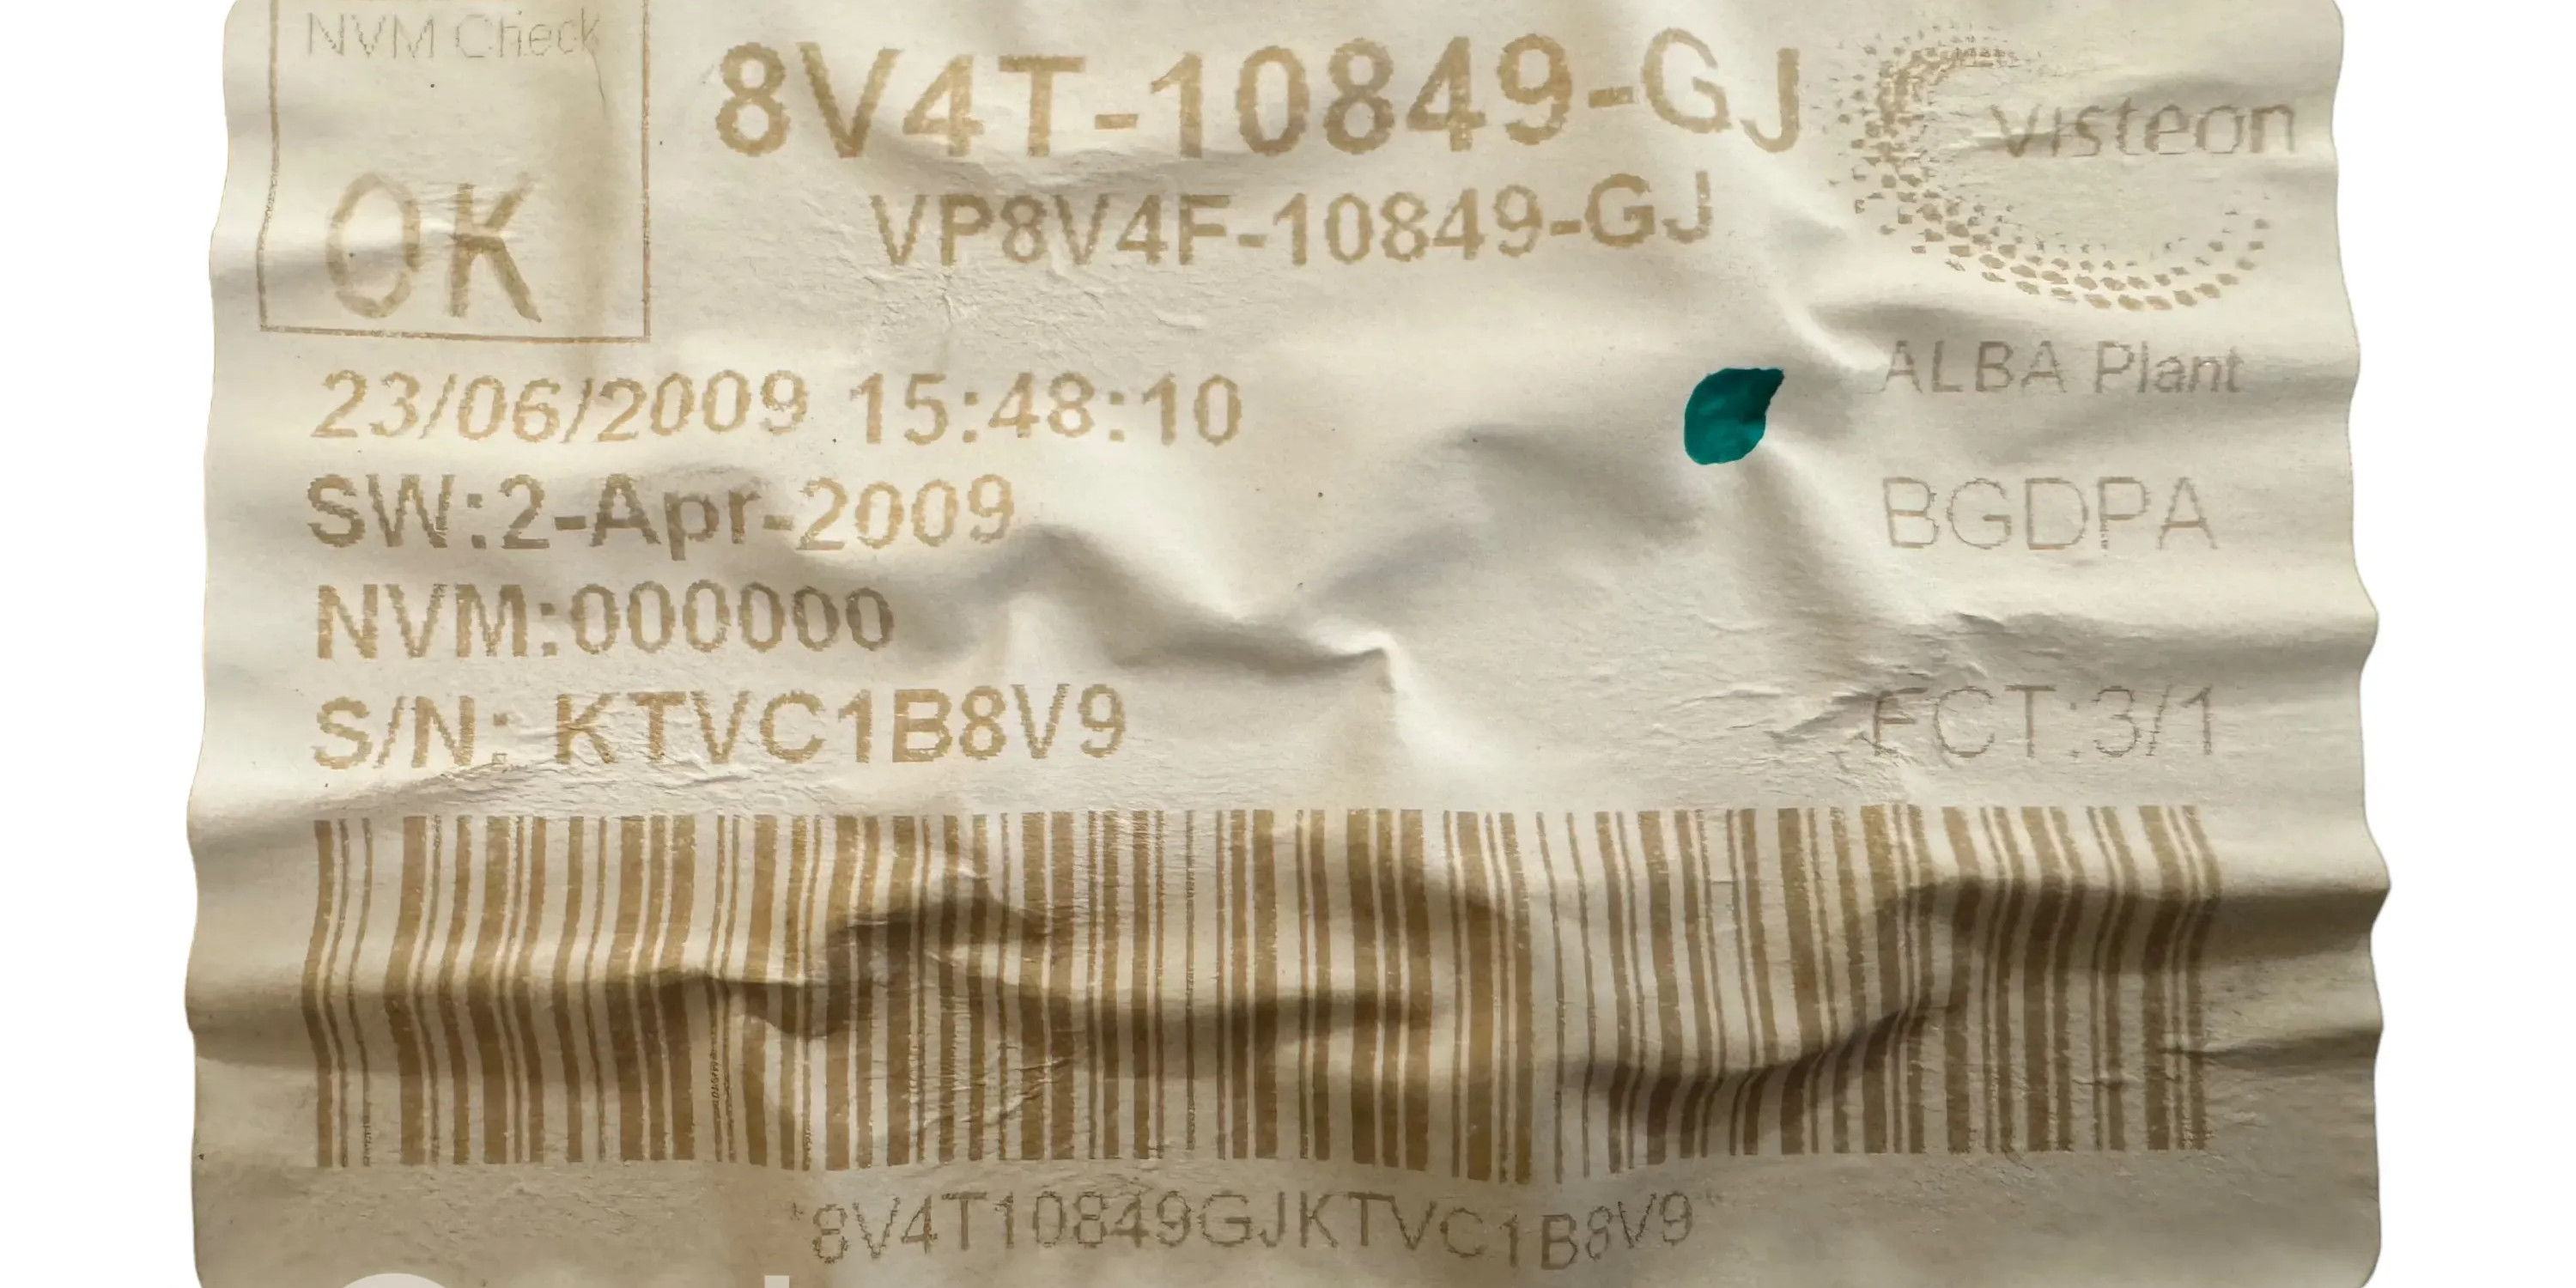 NVM Check
OK
8V4T-10849-GJ
VP8V4F-10849-GJ
visteon
23/06/2009 15:48:10
ALBA Plant
SW:2-Apr-2009
BGDPA
NVM:000000
S/N: KTVC1B8V9
FCT:3/1
*8V4T10849GJKTVC1B8V9*